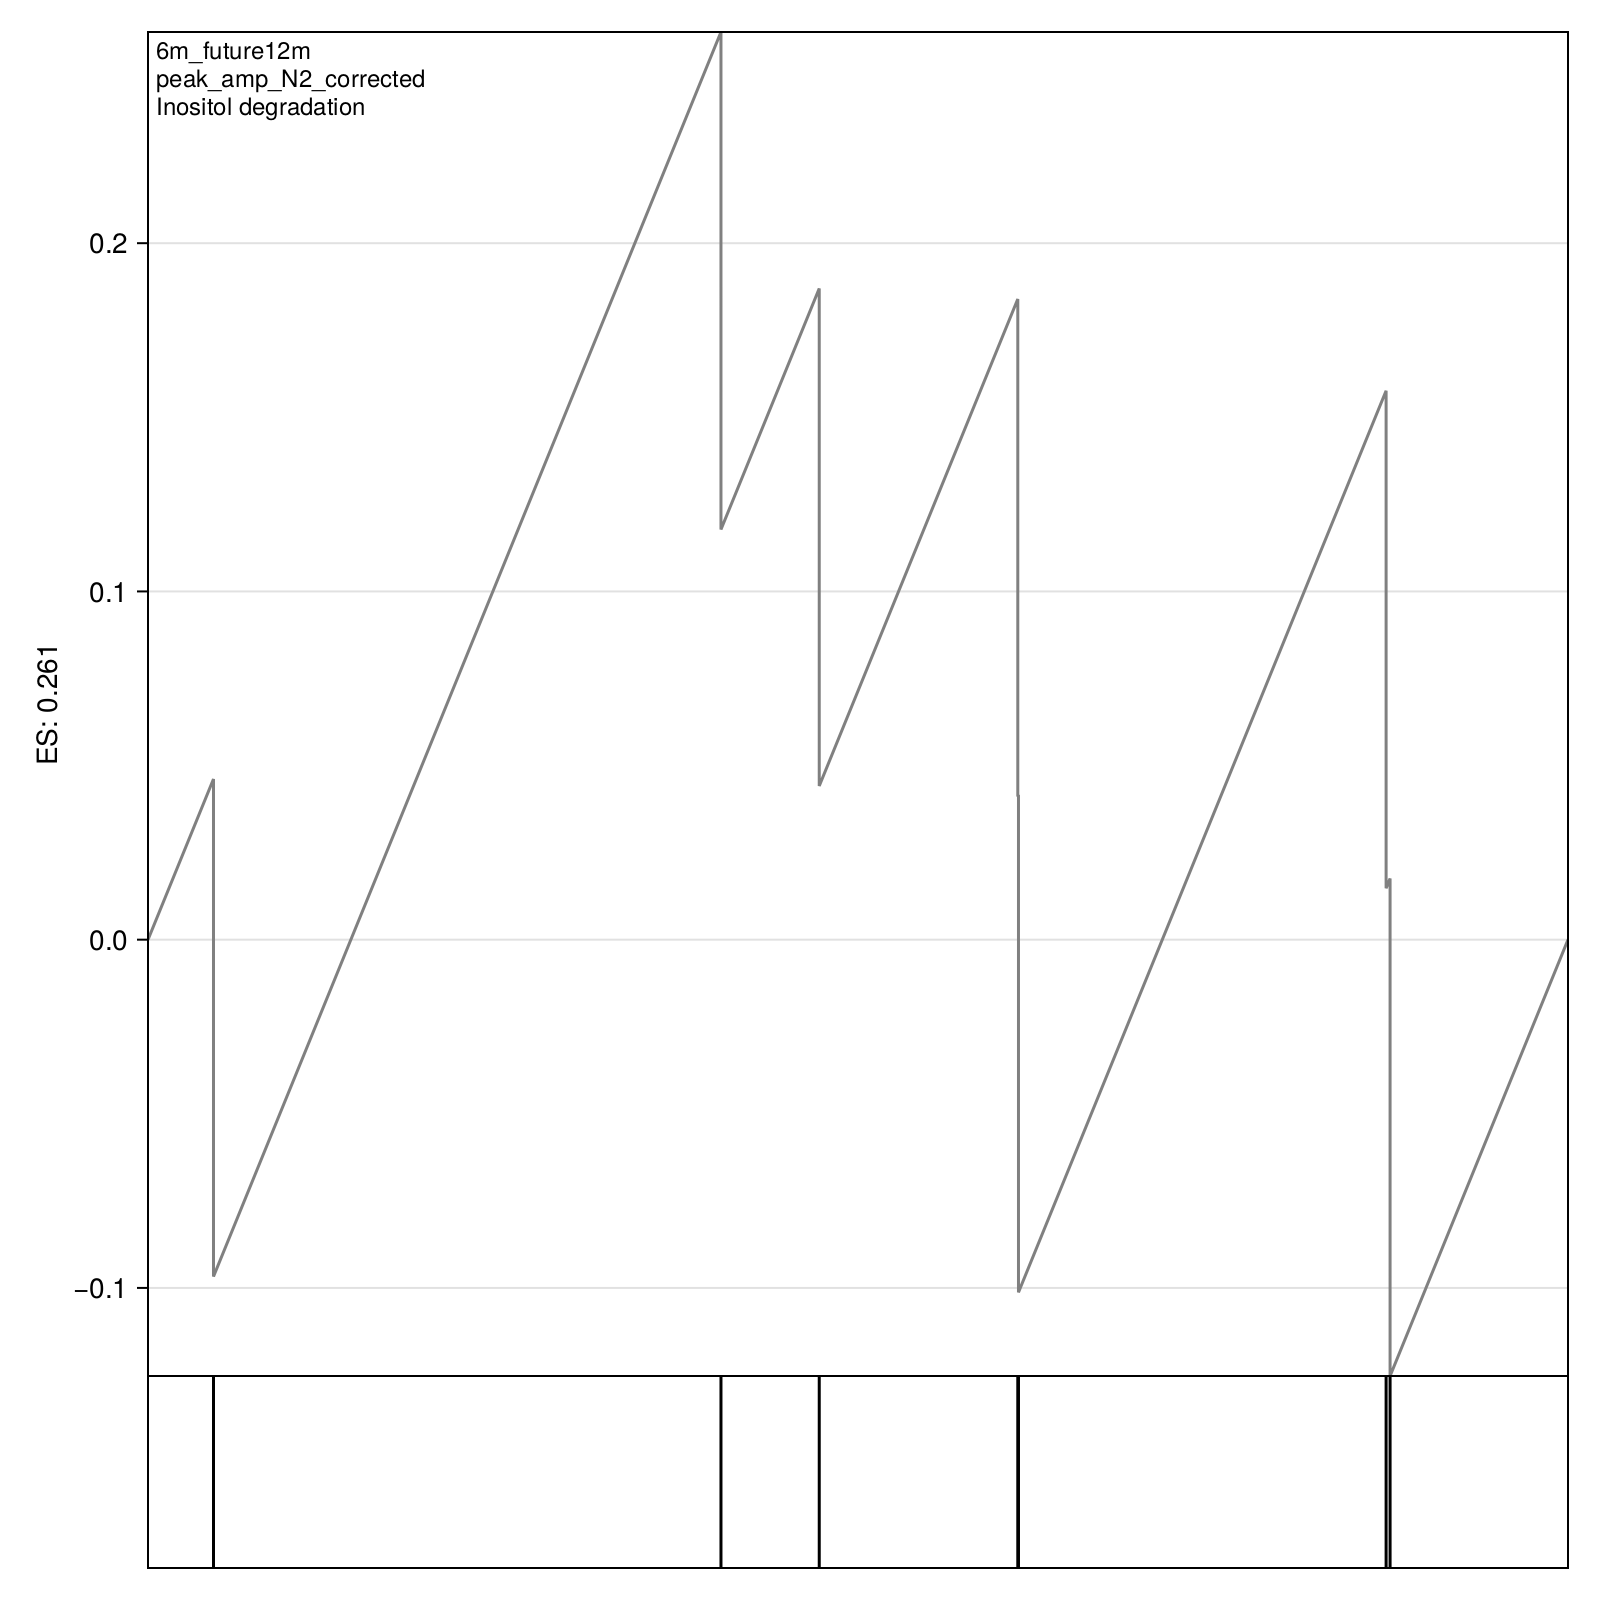 6m_future12m
peak_amp_N2_corrected
Inositol degradation
0.2
0.1
0.0
−0.1
ES: 0.261